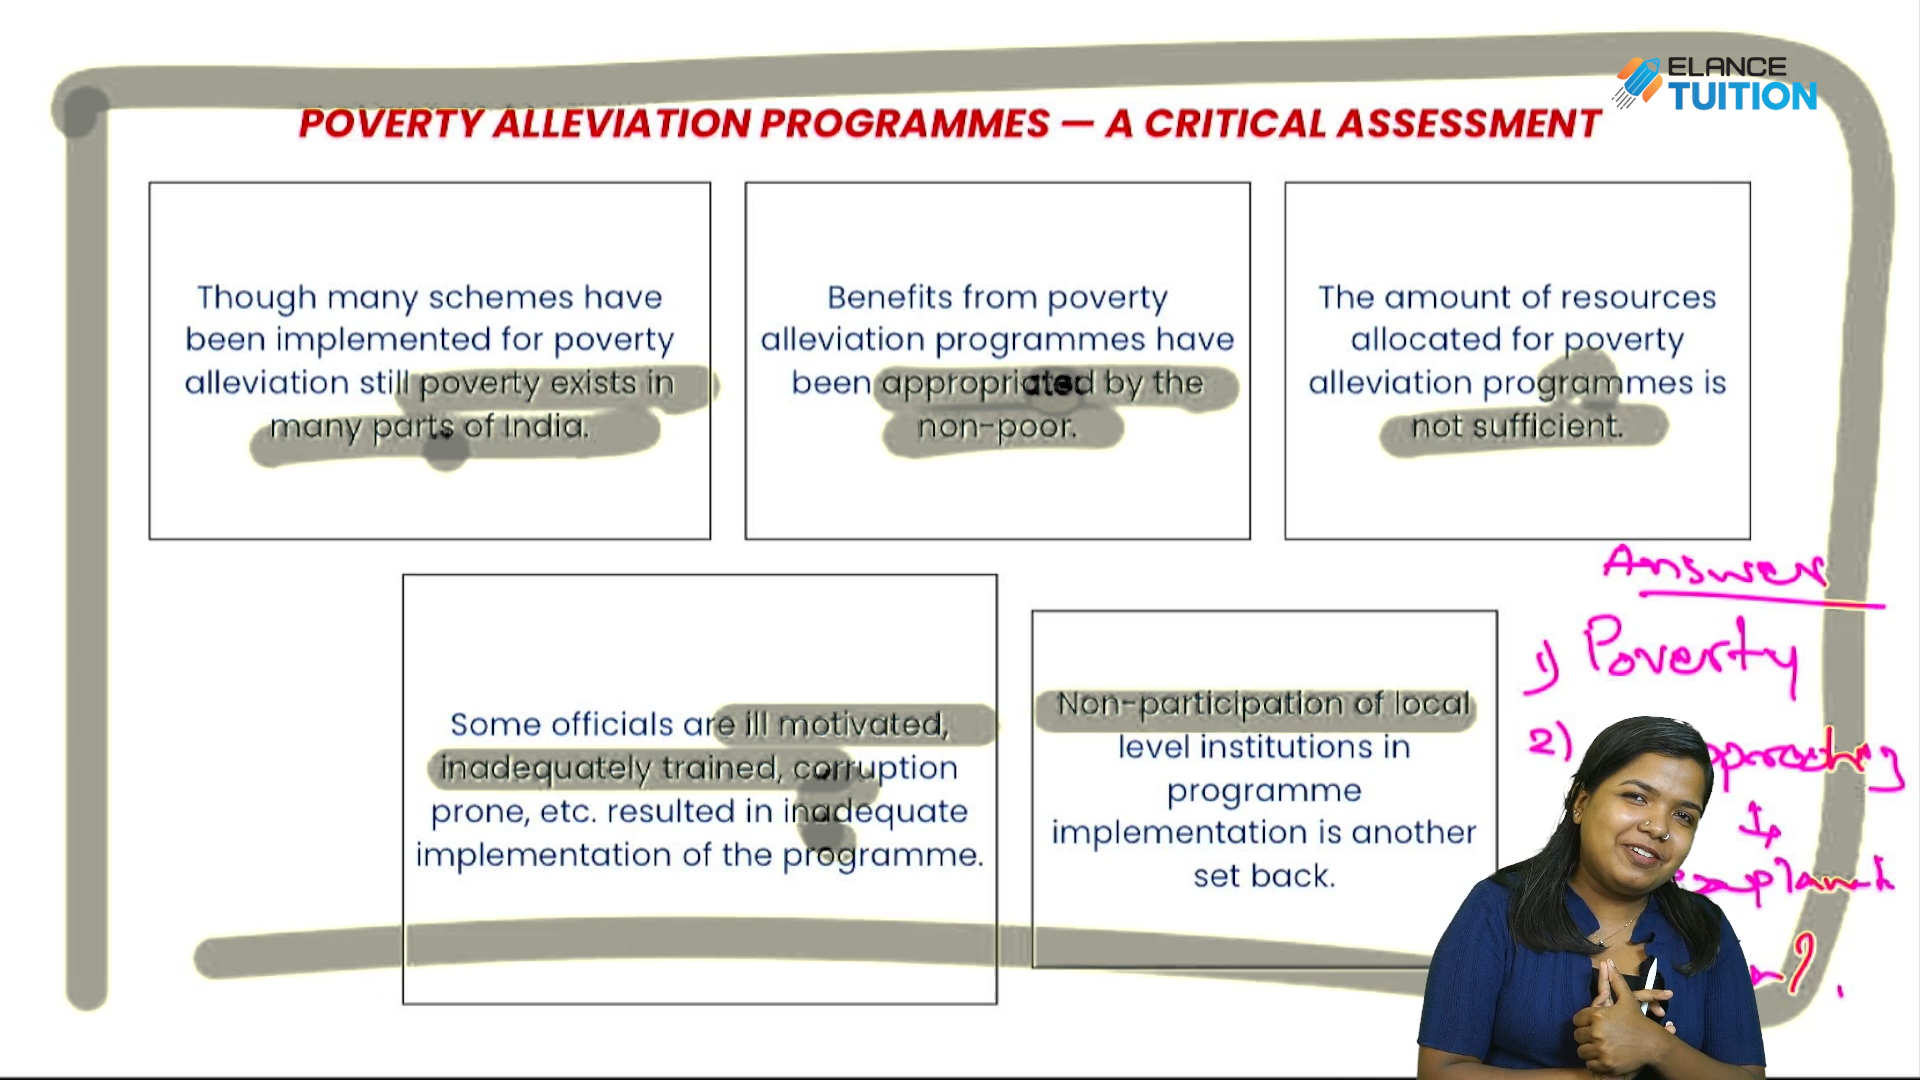 ELANCE
TUITION
POVERTY ALLEVIATION PROGRAMMES — A CRITICAL ASSESSMENT
Though many schemes have
been implemented for poverty
alleviation still poverty exists in
many parts of India.
Benefits from poverty
alleviation programmes have
been appropriated by the
non-poor.
The amount of resources
allocated for poverty
alleviation programmes is
not sufficient.
Some officials are ill motivated,
inadequately trained, corruption
prone, etc. resulted in inadequate
implementation of the programme.
Non-participation of local
level institutions in
programme
implementation is another
set back.
Answer
1) Poverty
2)